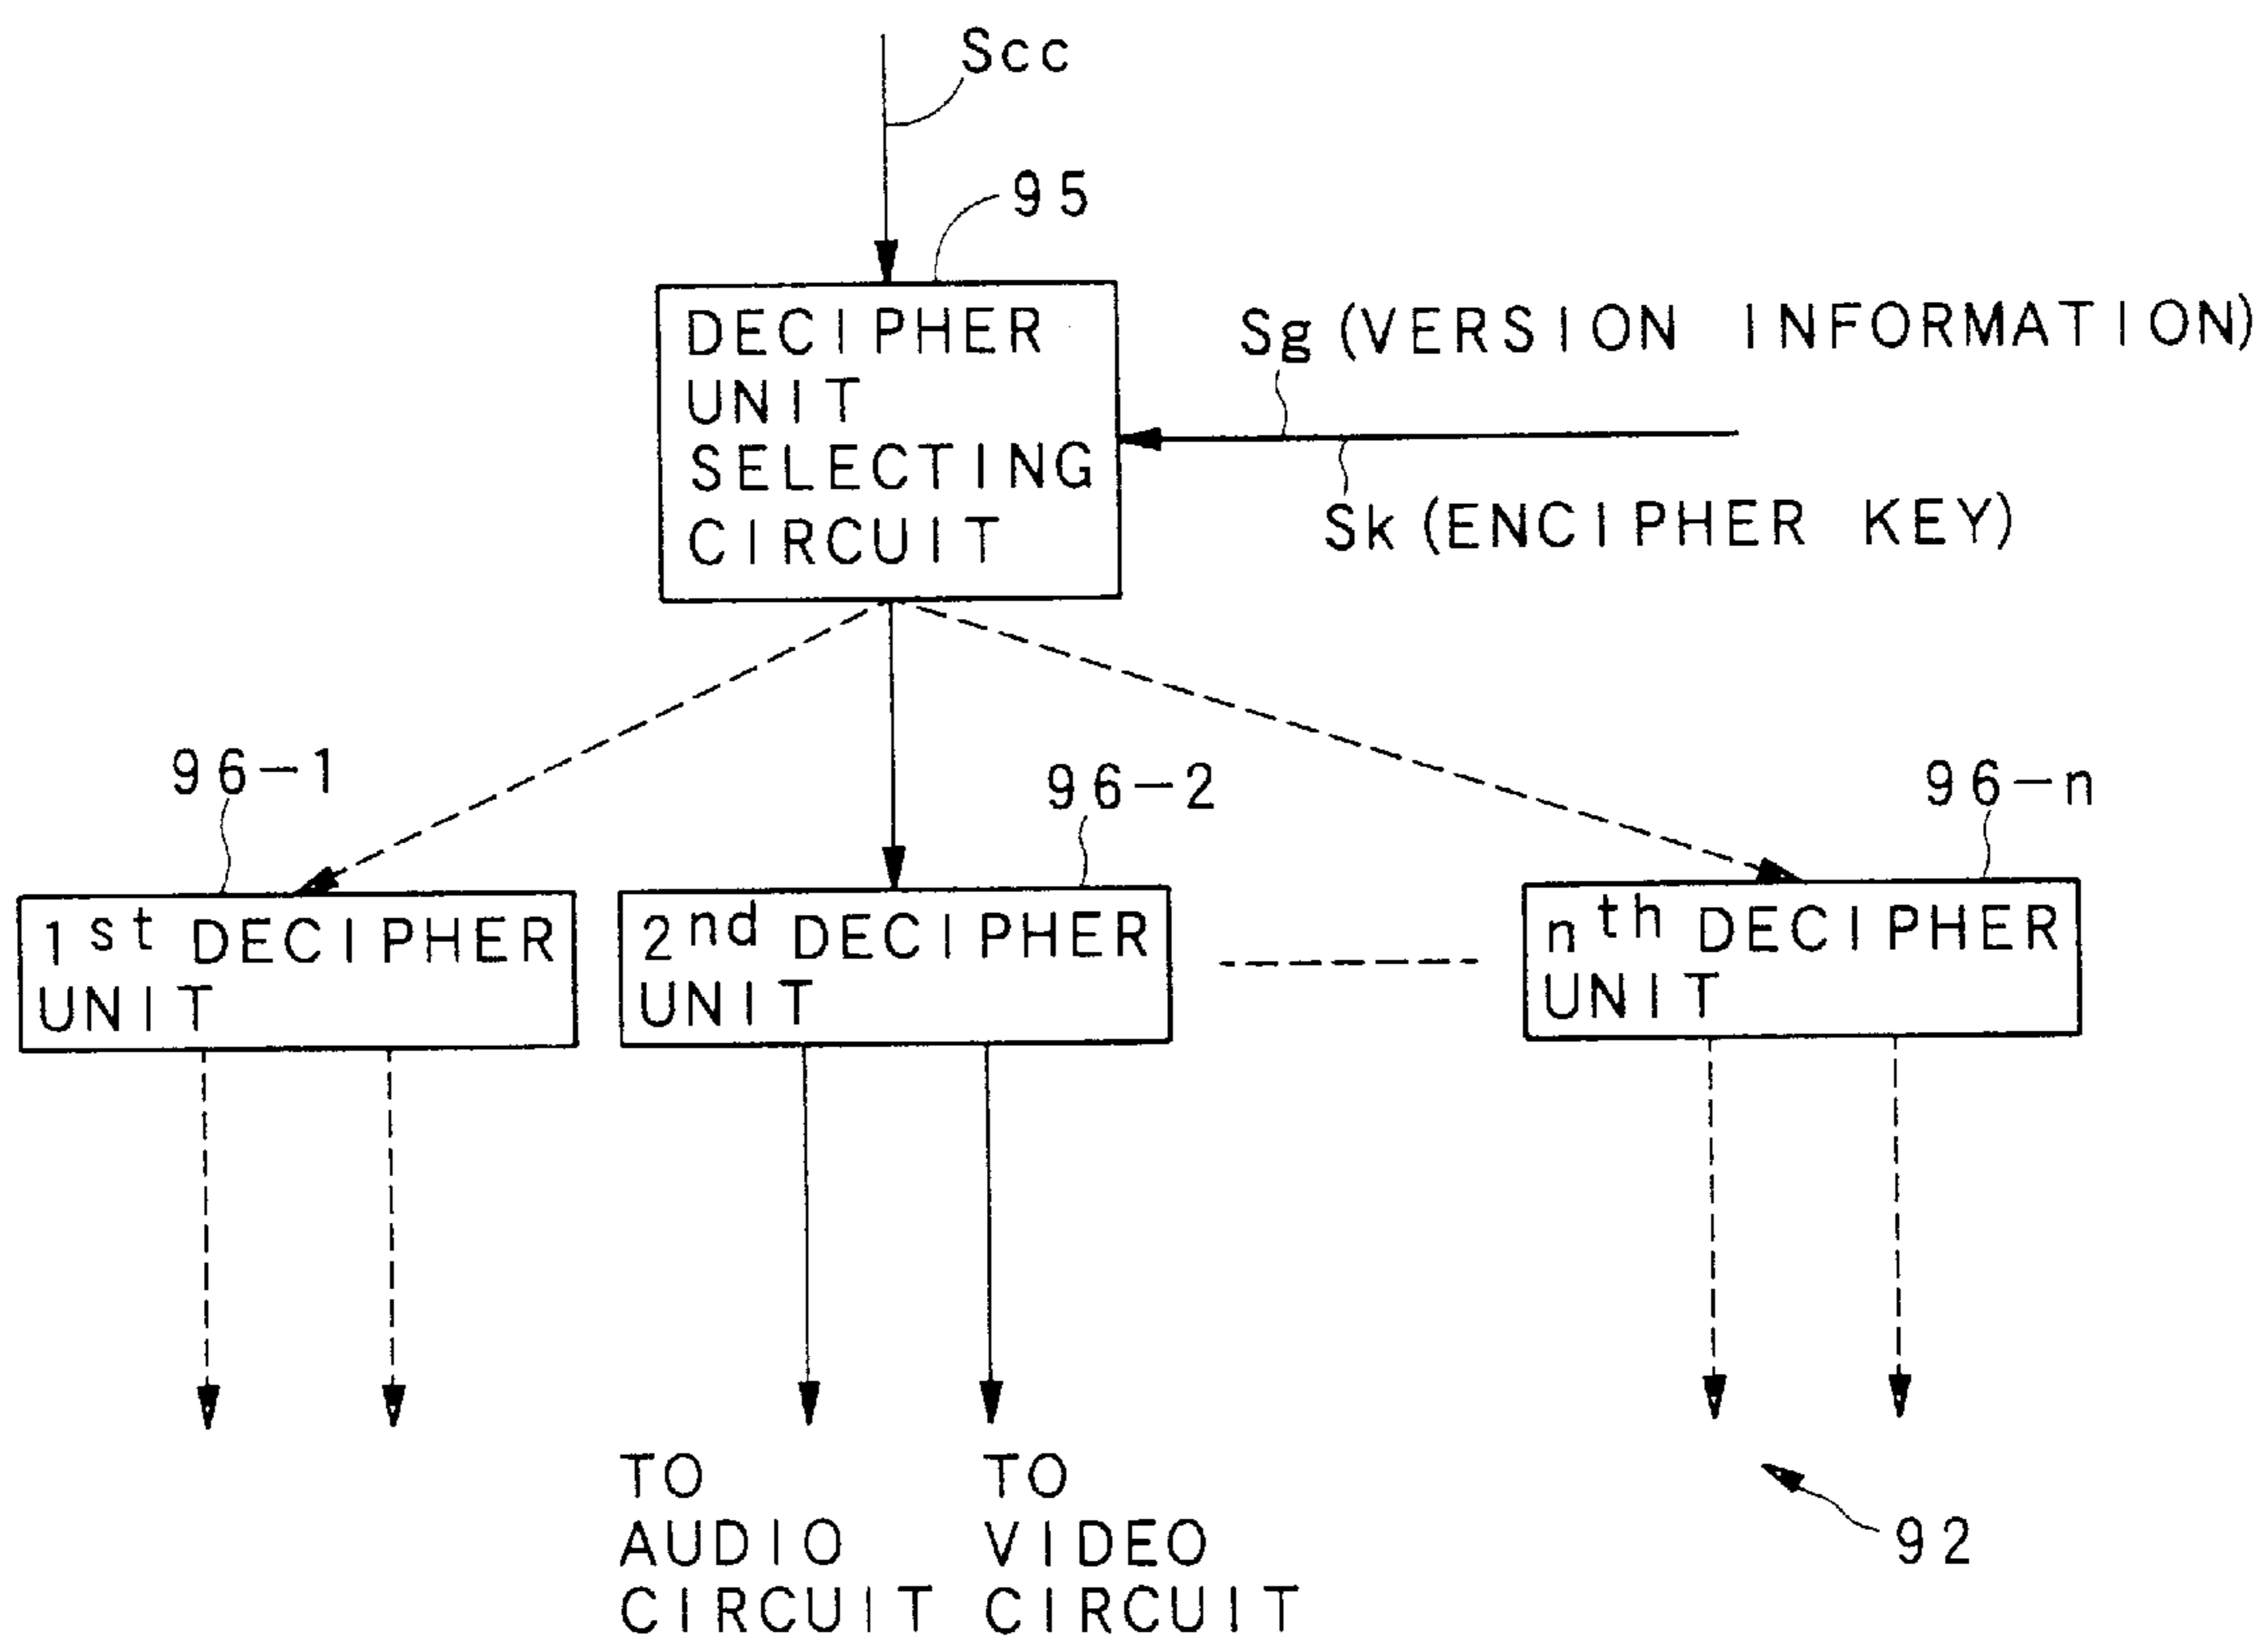 Scc
95
DECIPHER
UNIT
SELECTING
CIRCUIT
Sg (VERSION INFORMATION)
Sk (ENCIPHER KEY)
96-1
96-2
96-n
1st DECIPHER
UNIT
2nd DECIPHER
UNIT
nth DECIPHER
UNIT
TO
AUDIO
CIRCUIT
TO
VIDEO
CIRCUIT
92